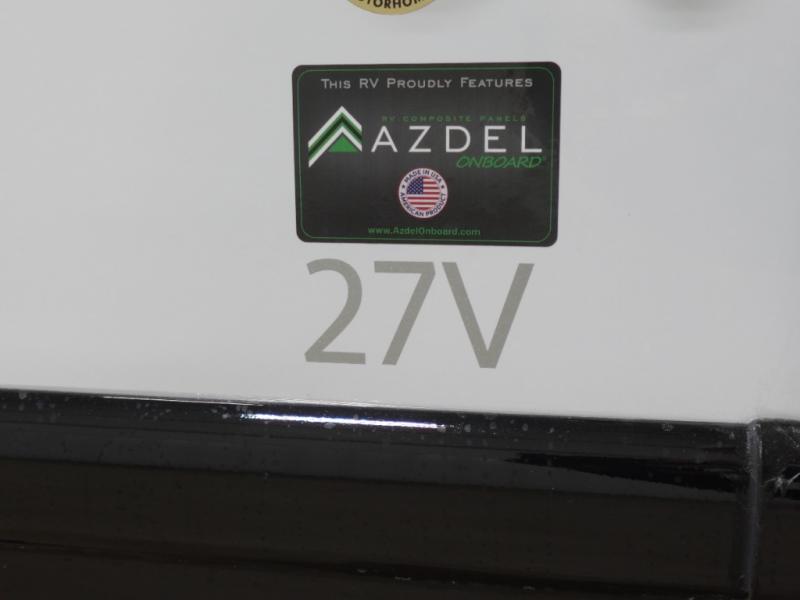 THIS RV PROUDLY FEATURES
RV COMPOSITE PANELS
AZDEL
ONBOARD®
MADE IN USA
AMERICAN PRODUCT
www.AzdelOnboard.com
27V